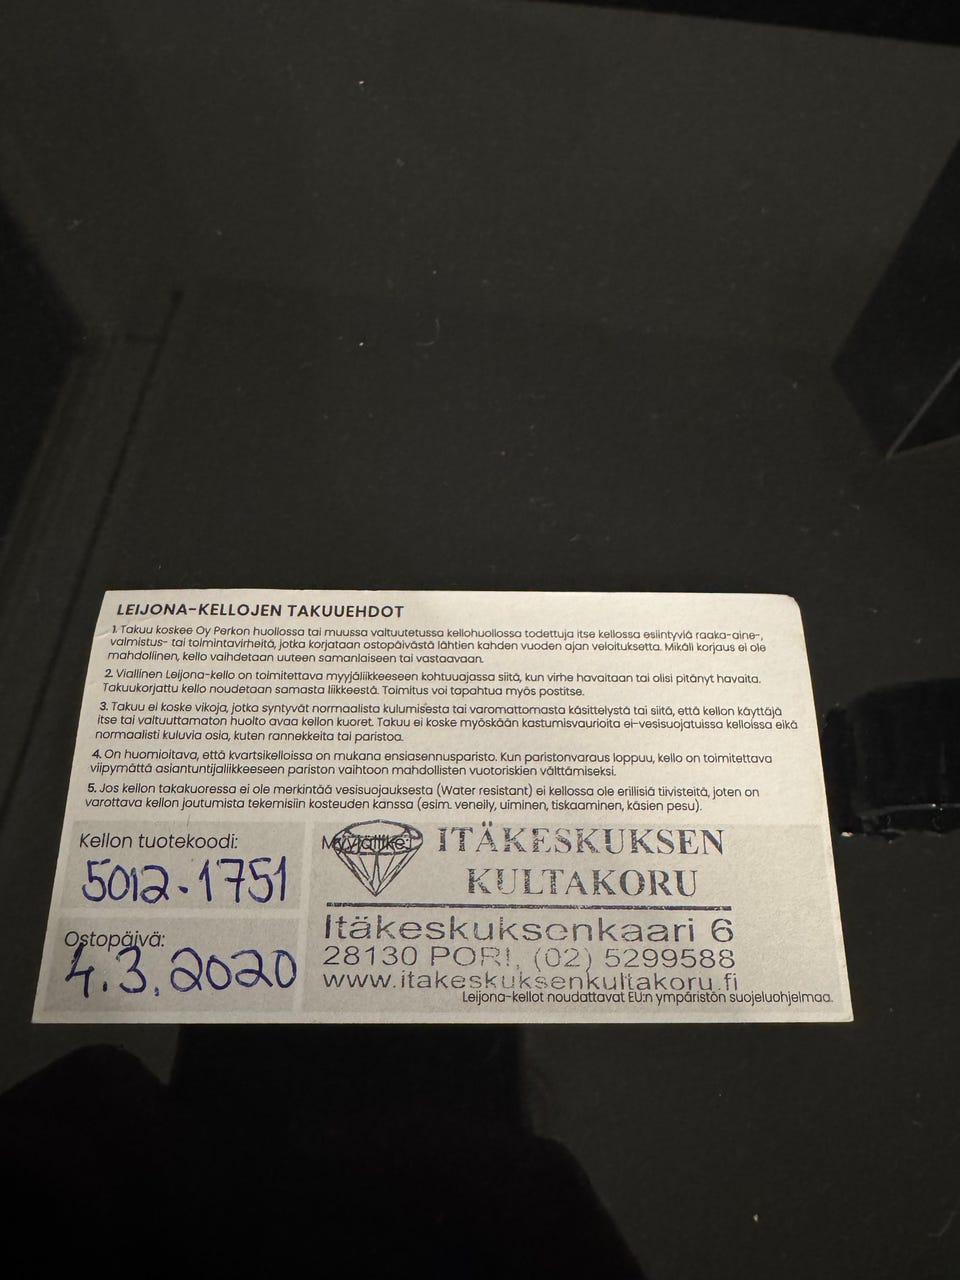 LEIJONA-KELLOJEN TAKUUEHDOT
1. Takuu koskee Oy Perkon huollossa tai muussa valtuutetussa kellohuollossa todettuja itse kellossa esiintyviä raaka-aine-,
valmistus- tai toimintavirheitä, jotka korjataan ostopäivästä lähtien kahden vuoden ajan veloituksetta. Mikäli korjaus ei ole
mahdollinen, kello vaihdetaan uuteen samanlaiseen tai vastaavaan.
2. Viallinen Leijona-kello on toimitettava myyjäliikkeeseen kohtuuajassa siitä, kun virhe havaitaan tai olisi pitänyt havaita.
Takuukorjattu kello noudetaan samasta liikkeestä. Toimitus voi tapahtua myös postitse.
3. Takuu ei koske vikoja, jotka syntyvät normaalista kulumisesta tai varomattomasta käsittelystä tai siitä, että kellon käyttäjä
itse tai valtuuttamaton huolto avaa kellon kuoret. Takuu ei koske myöskään kastumisvaurioita ei-vesisuojatuissa kelloissa eikä
normaalisti kuluvia osia, kuten rannekkeita tai paristoa.
4. On huomioitava, että kvartsikelloissa on mukana ensiasennusparisto. Kun paristonvaraus loppuu, kello on toimitettava
viipymättä asiantuntijaliikkeeseen pariston vaihtoon mahdollisten vuotoriskien välttämiseksi.
5. Jos kellon takakuoressa ei ole merkintää vesisuojauksesta (Water resistant) ei kellossa ole erillisiä tiivisteitä, joten on
varottava kellon joutumista tekemisiin kosteuden kanssa (esim. veneily, uiminen, tiskaaminen, käsien pesu).
Kellon tuotekoodi:
5012-1751
Ostopäivä:
4.3.2020
Myyjäliike:
ITÄKESKUKSEN
KULTAKORU
Itäkeskuksenkaari 6
28130 PORI, (02) 5299588
www.itakeskuksenkultakoru.fi
Leijona-kellot noudattavat EU:n ympäristön suojeluohjelmaa.